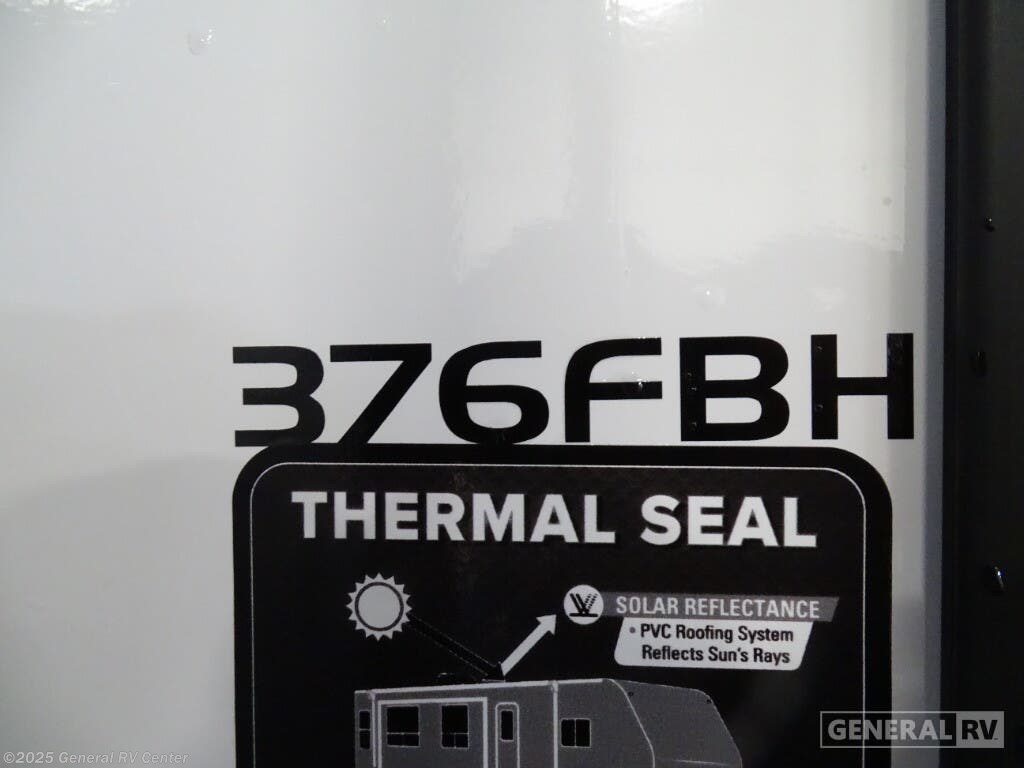 376FBH
THERMAL SEAL
SOLAR REFLECTANCE
• PVC Roofing System
Reflects Sun's Rays
GENERAL RV
©2025 General RV Center